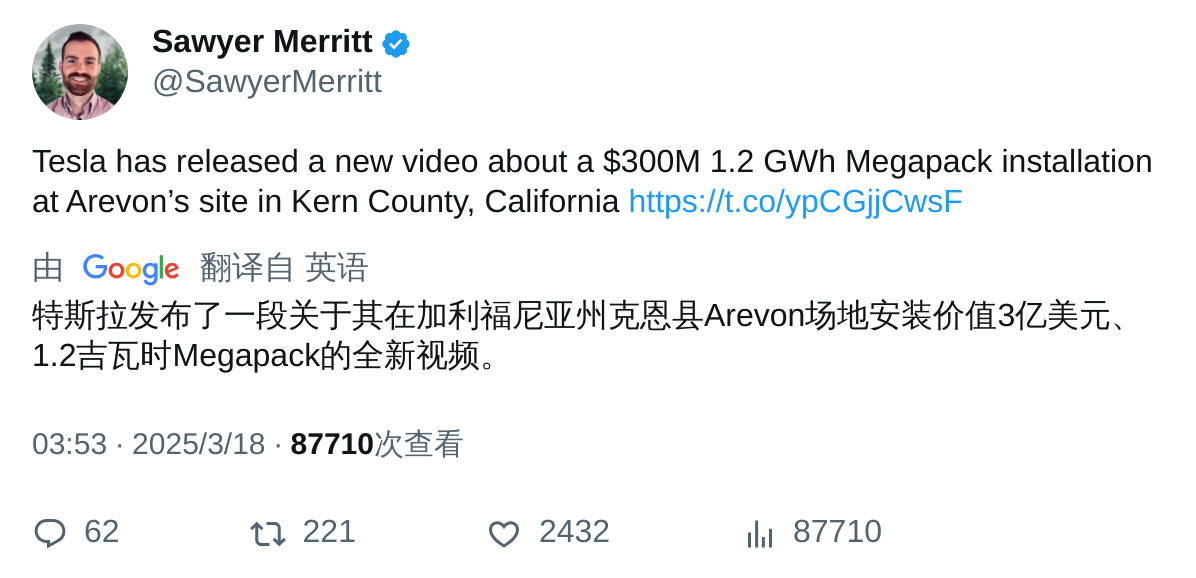 Sawyer Merritt
@SawyerMerritt
Tesla has released a new video about a $300M 1.2 GWh Megapack installation
at Arevon’s site in Kern County, California https://t.co/ypCGjjCwsF
由 Google 翻译自 英语
特斯拉发布了一段关于其在加利福尼亚州克恩县Arevon场地安装价值3亿美元、
1.2吉瓦时Megapack的全新视频。
03:53 · 2025/3/18 · 87710次查看
62 221 2432 87710